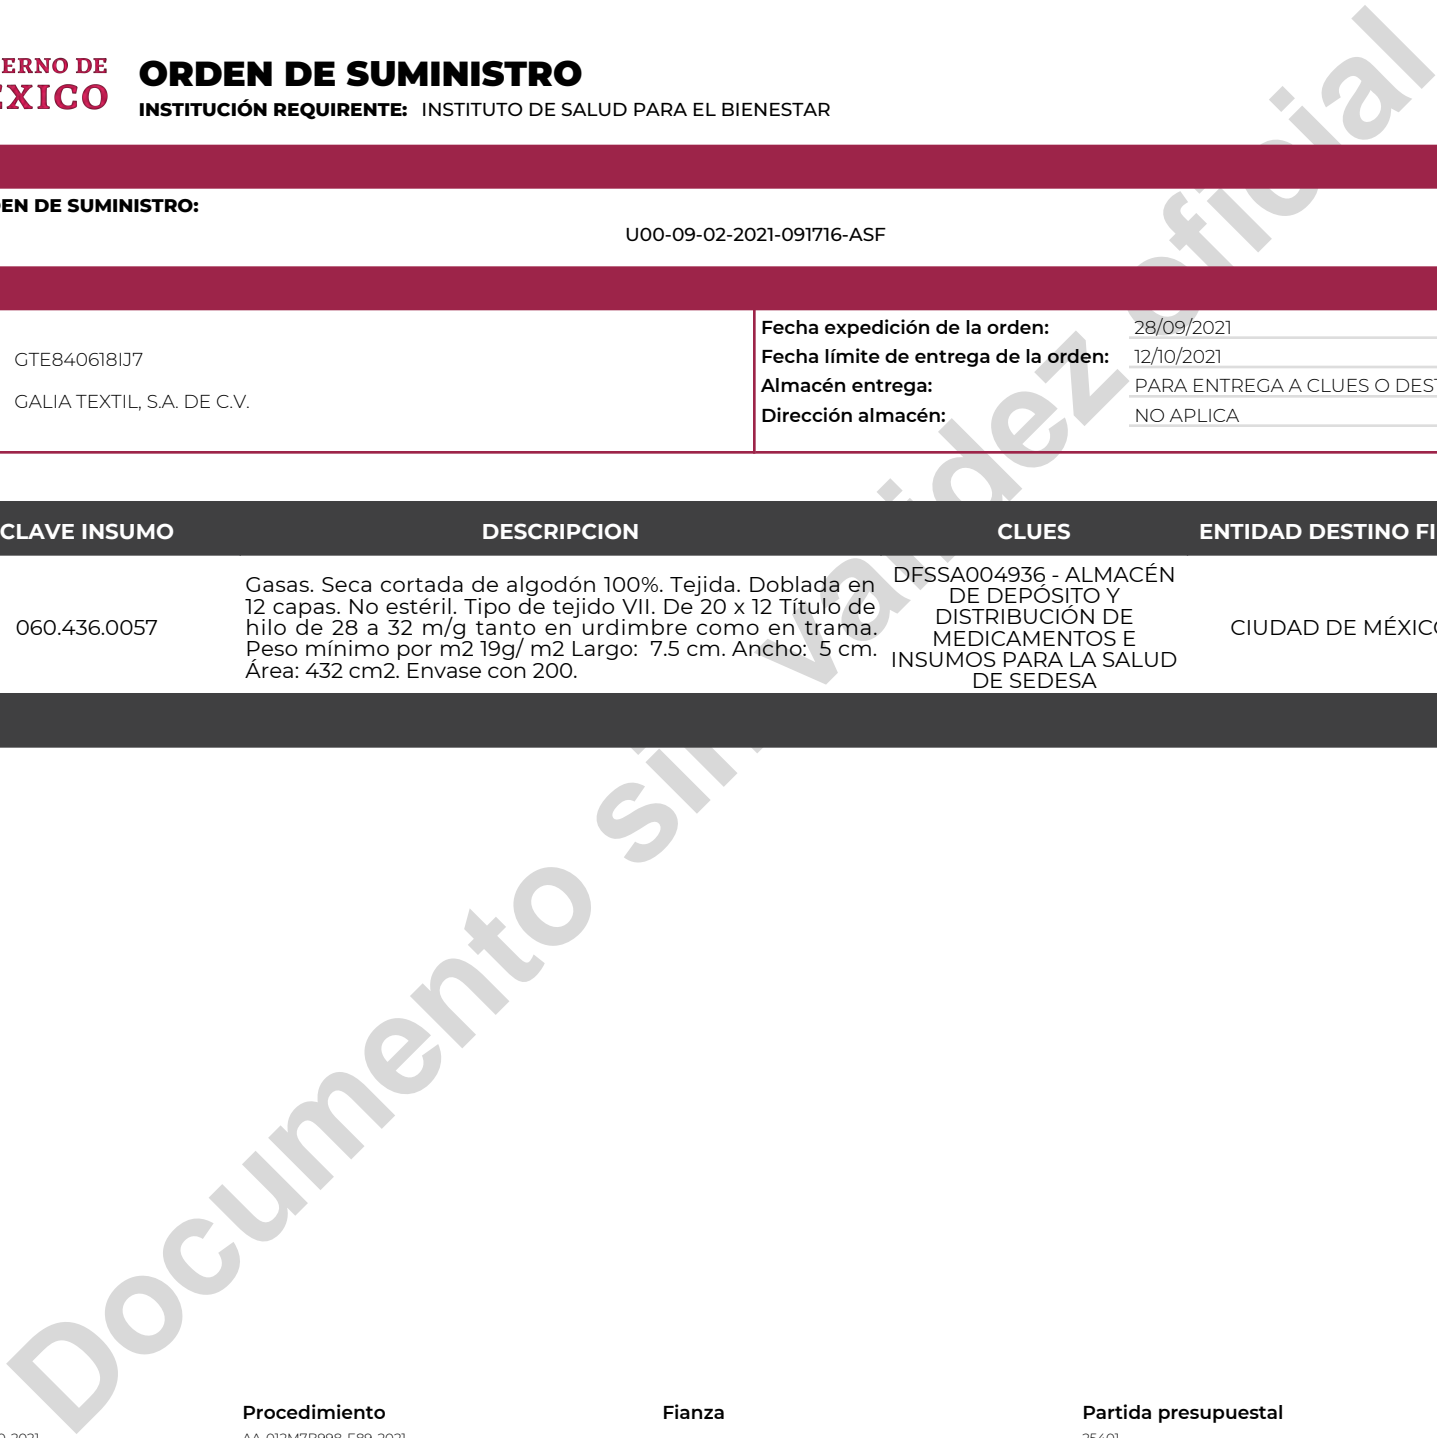 ERNO DE
ÉXICO
ORDEN DE SUMINISTRO
INSTITUCIÓN REQUIRENTE: INSTITUTO DE SALUD PARA EL BIENESTAR
EN DE SUMINISTRO:
U00-09-02-2021-091716-ASF
GTE840618IJ7
GALIA TEXTIL, S.A. DE C.V.
Fecha expedición de la orden: 28/09/2021
Fecha límite de entrega de la orden: 12/10/2021
Almacén entrega: PARA ENTREGA A CLUES O DEST
Dirección almacén: NO APLICA
CLAVE INSUMO DESCRIPCION CLUES ENTIDAD DESTINO FI
060.436.0057
Gasas. Seca cortada de algodón 100%. Tejida. Doblada en
12 capas. No estéril. Tipo de tejido VII. De 20 x 12 Título de
hilo de 28 a 32 m/g tanto en urdimbre como en trama.
Peso mínimo por m2 19g/ m2 Largo: 7.5 cm. Ancho: 5 cm.
Área: 432 cm2. Envase con 200.
DFSSA004936 - ALMACÉN
DE DEPÓSITO Y
DISTRIBUCIÓN DE
MEDICAMENTOS E
INSUMOS PARA LA SALUD
DE SEDESA
CIUDAD DE MÉXICO
Documento sin validez oficial
Procedimiento Fianza Partida presupuestal